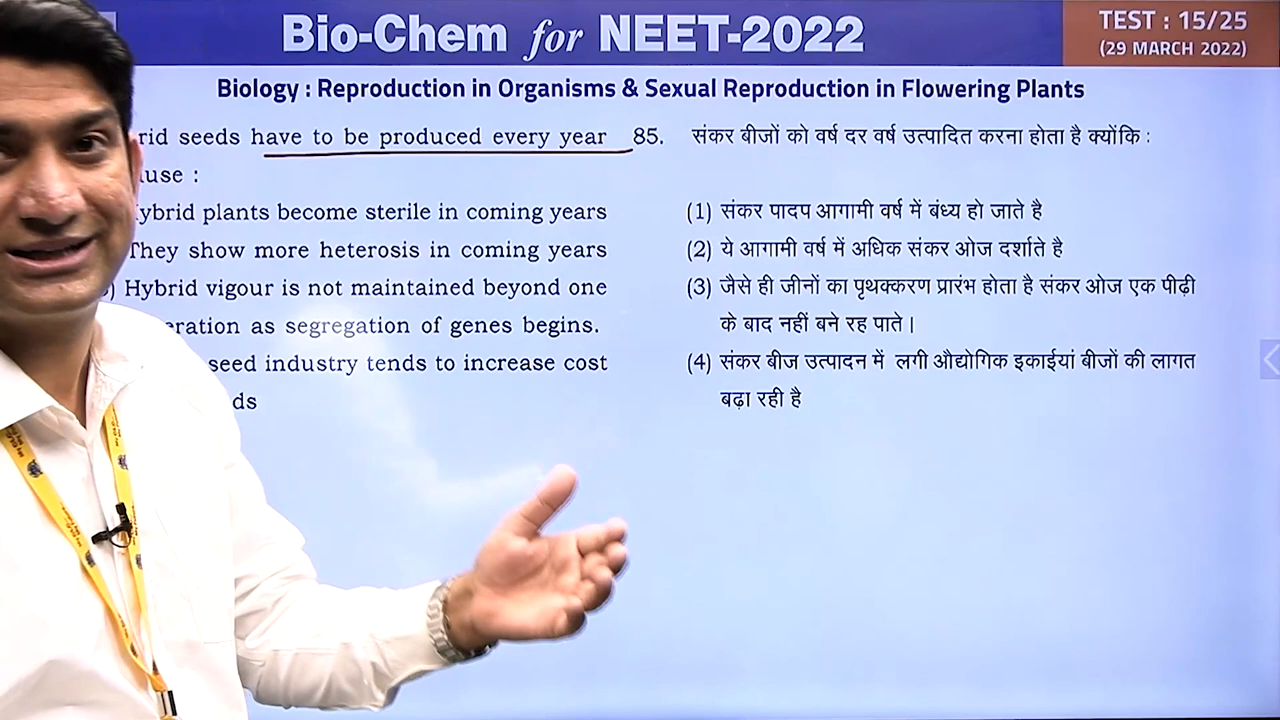 Bio-Chem for NEET-2022
TEST : 15/25
(29 MARCH 2022)
Biology : Reproduction in Organisms & Sexual Reproduction in Flowering Plants
seeds have to be produced every year
plants become sterile in coming years
They show more heterosis in coming years
Hybrid vigour is not maintained beyond one
as segregation of genes begins.
seed industry tends to increase cost
85. संकर बीजों को वर्ष दर वर्ष उत्पादित करना होता है क्योंकि :
(1) संकर पादप आगामी वर्ष में बंध्य हो जाते है
(2) ये आगामी वर्ष में अधिक संकर ओज दर्शाते है
(3) जैसे ही जीनों का पृथक्करण प्रारंभ होता है संकर ओज एक पीढ़ी
के बाद नहीं बने रह पाते।
(4) संकर बीज उत्पादन में लगी औद्योगिक इकाईयां बीजों की लागत
बढ़ा रही है